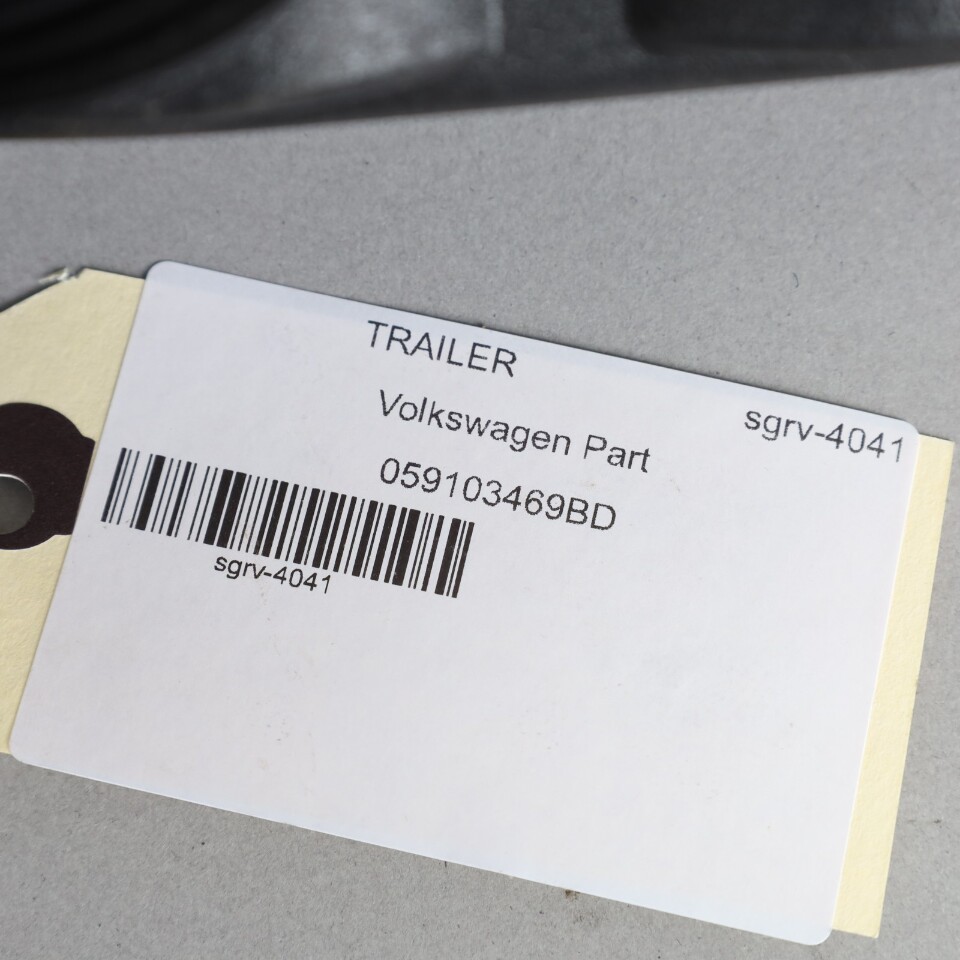 TRAILER
Volkswagen Part
sgrv-4041
059103469BD
sgrv-4041